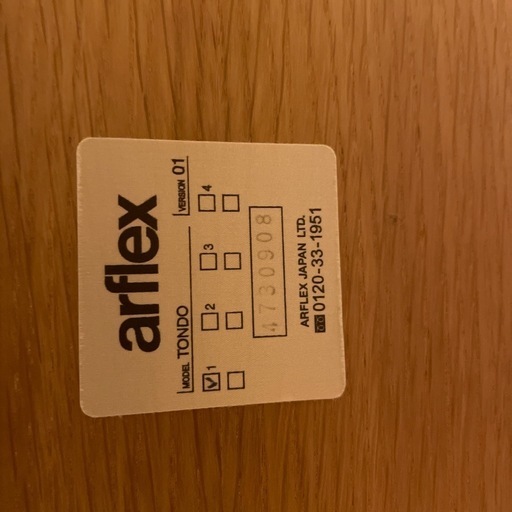 arflex
MODEL TONDO VERSION 01
1 2 3 4
4730908
ARFLEX JAPAN LTD.
0120-33-1951